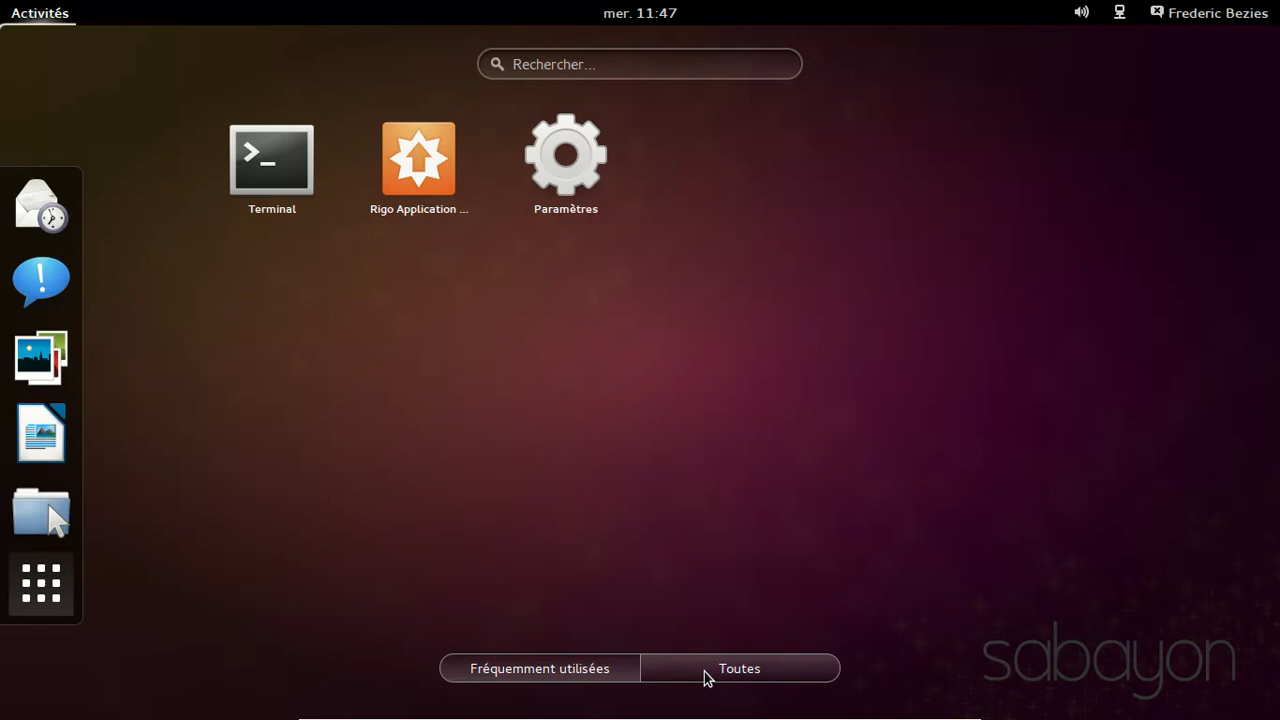 Activités
mer. 11:47
Frederic Bezies
Rechercher...
>_
Terminal
Rigo Application ...
Paramètres
Fréquemment utilisées
Toutes
sabayon